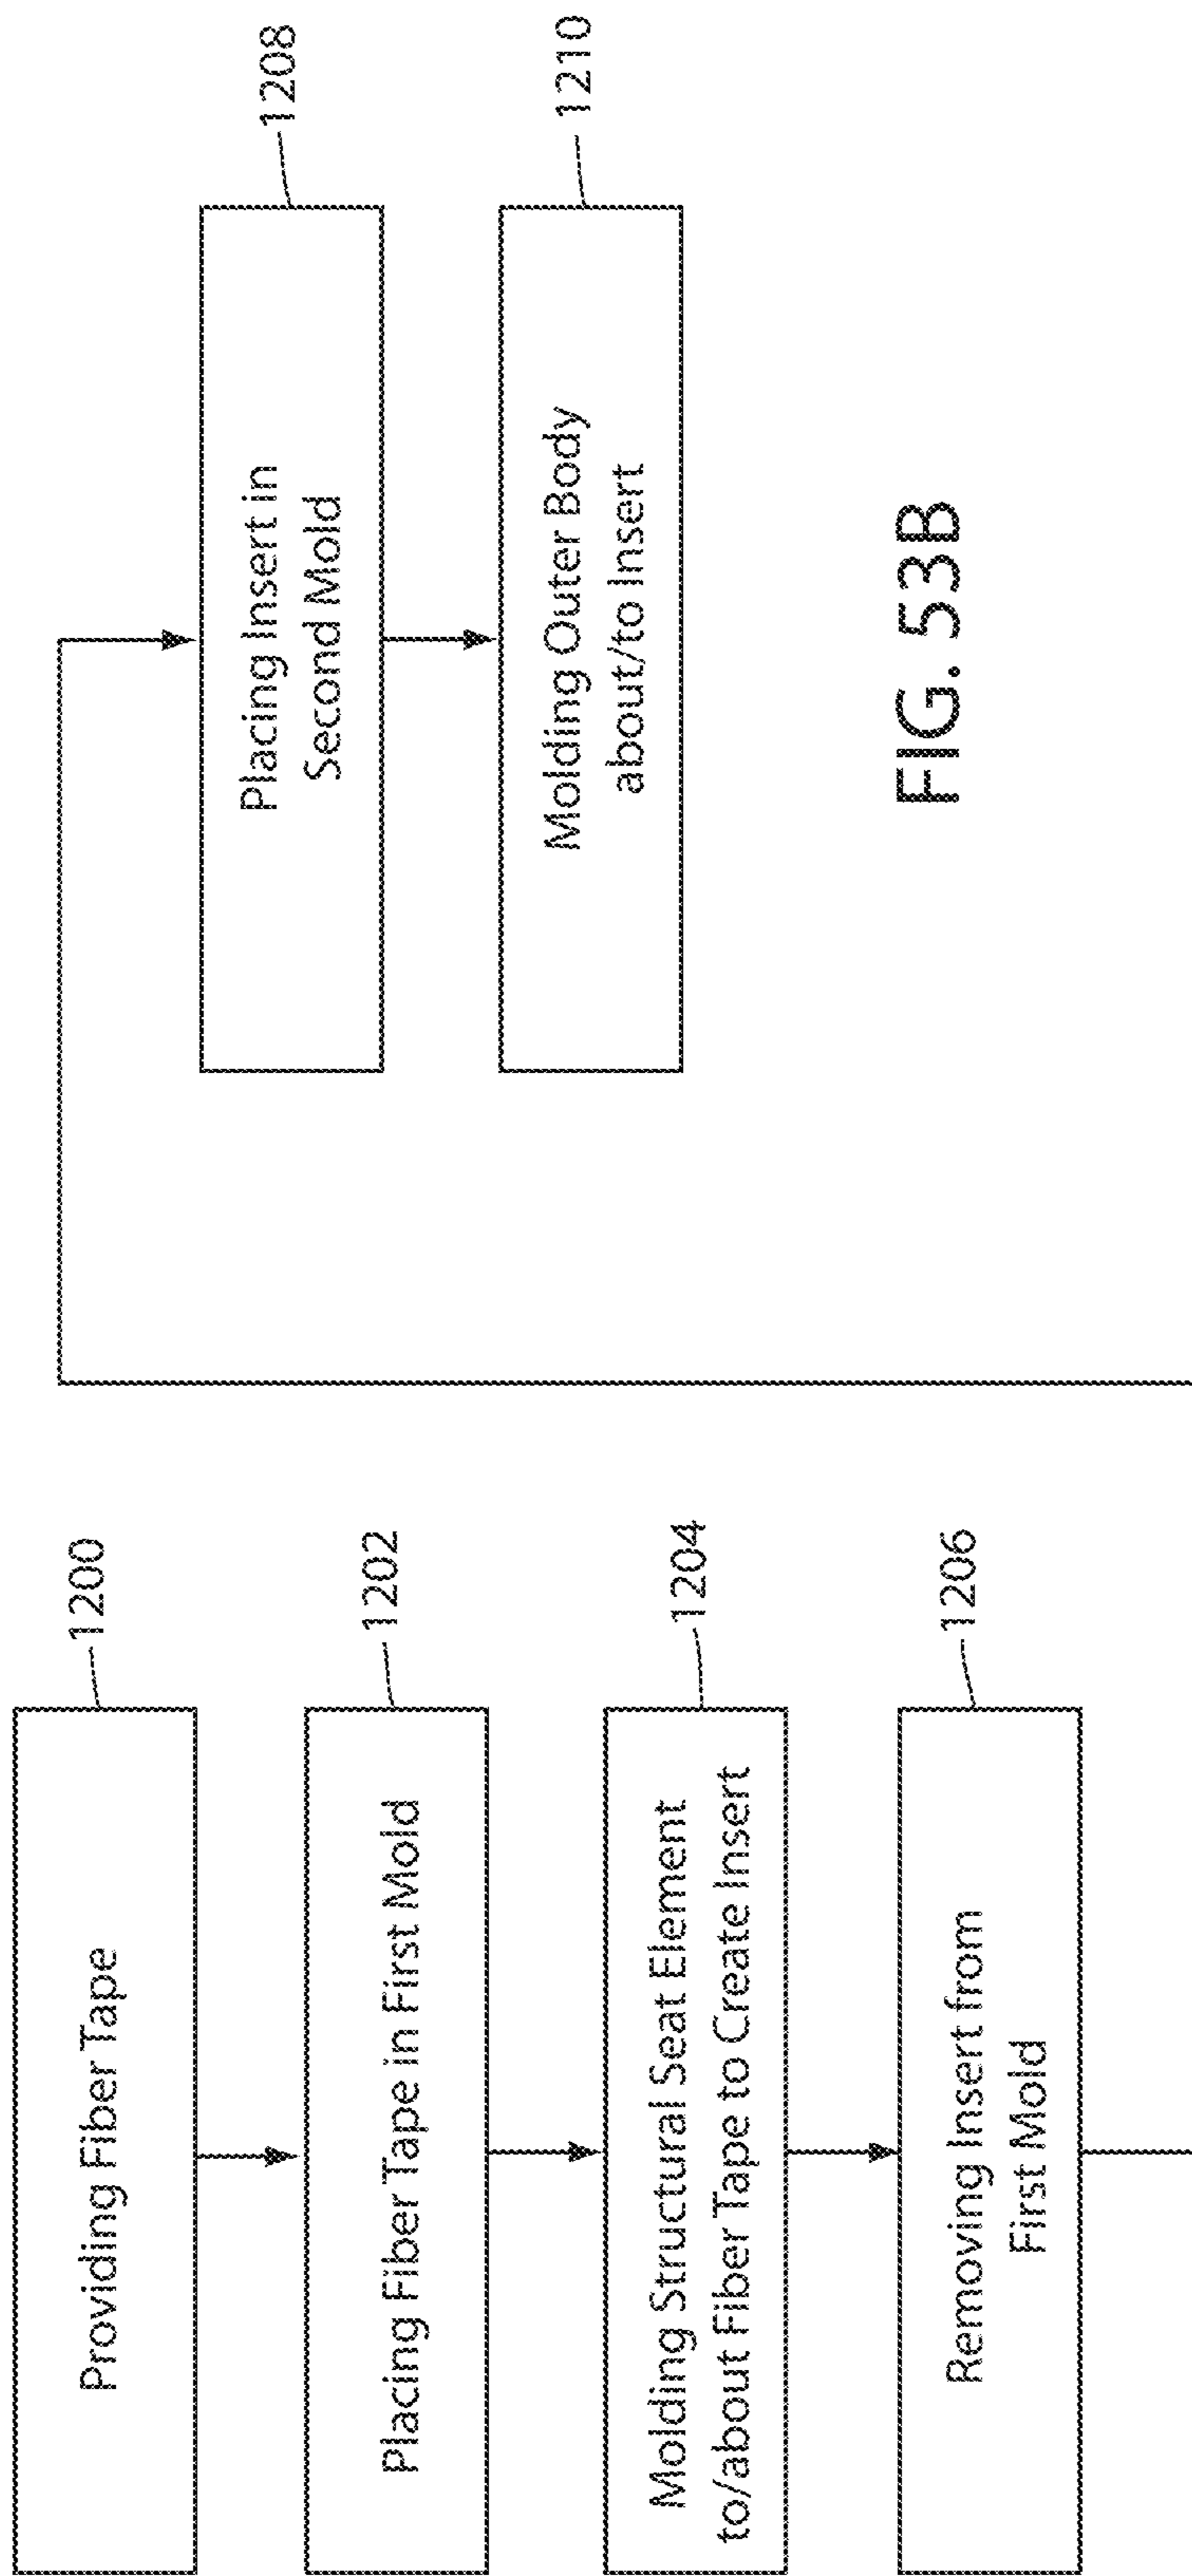 Providing Fiber Tape
1200
Placing Fiber Tape in First Mold
1202
Molding Structural Seat Element
to/about Fiber Tape to Create Insert
1204
Removing Insert from
First Mold
1206
Placing Insert in
Second Mold
1208
Molding Outer Body
about/to Insert
1210
FIG. 53B